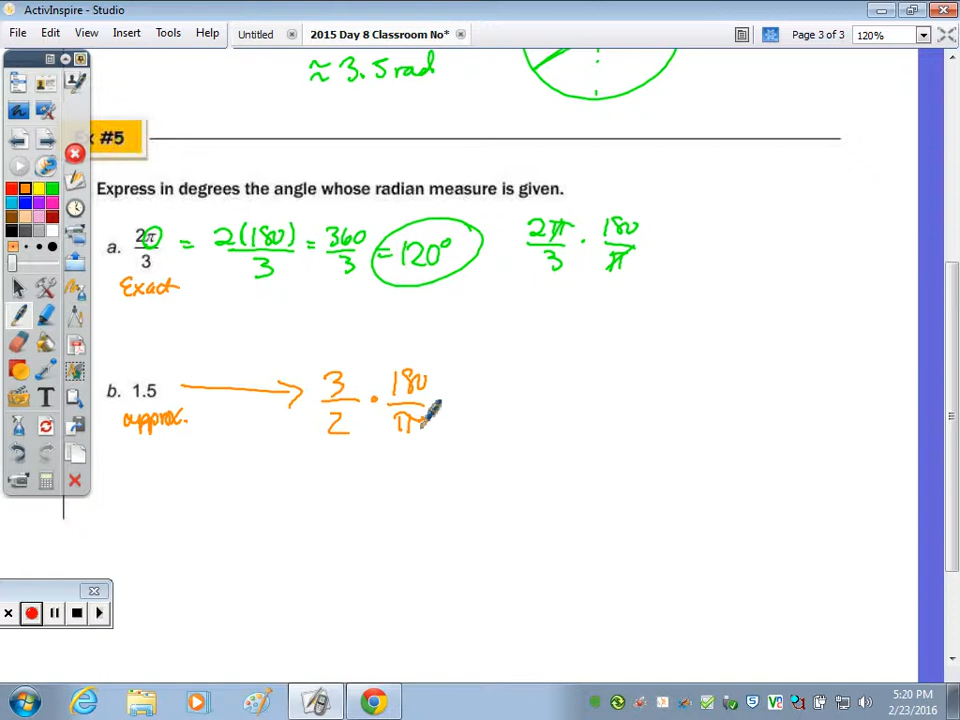 ActivInspire - Studio
File Edit View Insert Tools Help Untitled 2015 Day 8 Classroom No* Page 3 of 3 120%
≈ 3.5 rad
Ex #5
Express in degrees the angle whose radian measure is given.
a. 2π/3 = 2(180)/3 = 360/3 = 120° 2π/3 · 180/π
Exact
b. 1.5 → 3/2 · 180/π
approx.
5:20 PM
2/23/2016